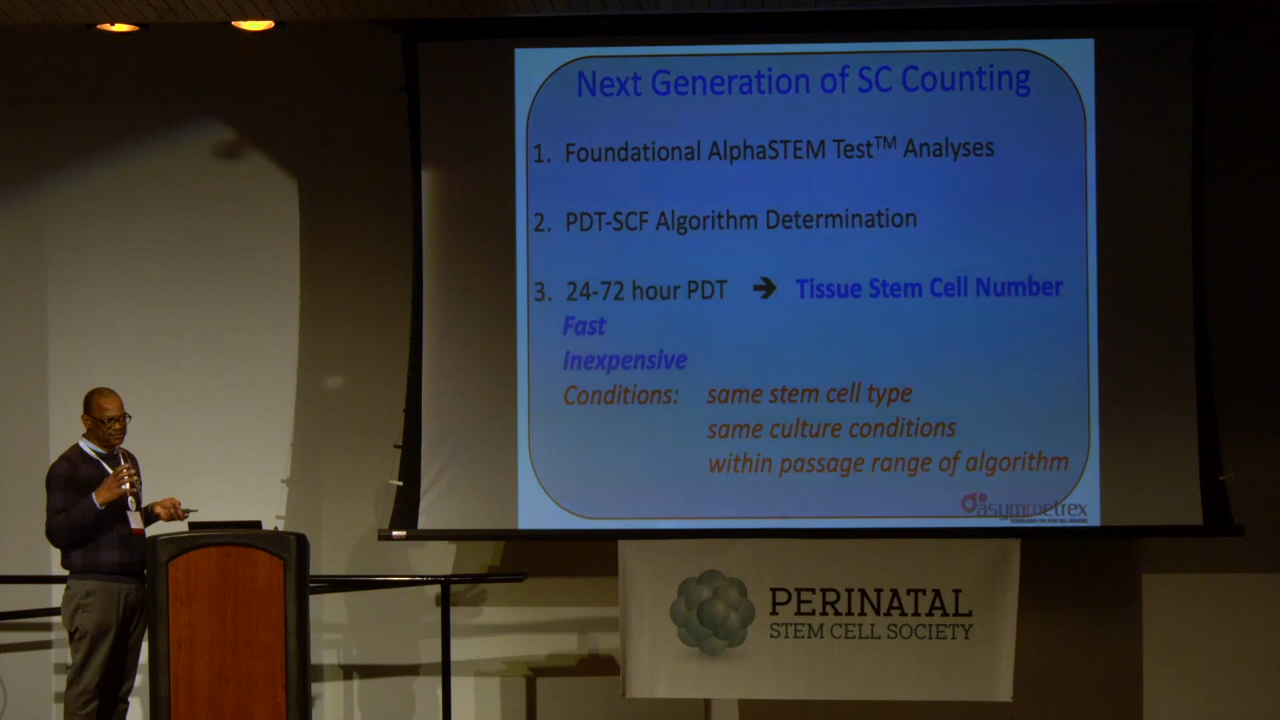 Next Generation of SC Counting
1. Foundational AlphaSTEM Test™ Analyses
2. PDT-SCF Algorithm Determination
3. 24-72 hour PDT ➔ Tissue Stem Cell Number
Fast
Inexpensive
Conditions: same stem cell type
same culture conditions
within passage range of algorithm
asymmetrex
PERINATAL
STEM CELL SOCIETY